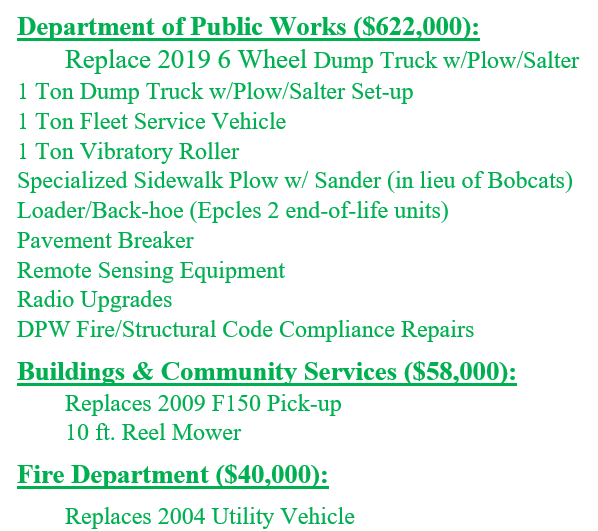 Department of Public Works ($622,000):
Replace 2019 6 Wheel Dump Truck w/Plow/Salter
1 Ton Dump Truck w/Plow/Salter Set-up
1 Ton Fleet Service Vehicle
1 Ton Vibratory Roller
Specialized Sidewalk Plow w/ Sander (in lieu of Bobcats)
Loader/Back-hoe (Epcles 2 end-of-life units)
Pavement Breaker
Remote Sensing Equipment
Radio Upgrades
DPW Fire/Structural Code Compliance Repairs
Buildings & Community Services ($58,000):
Replaces 2009 F150 Pick-up
10 ft. Reel Mower
Fire Department ($40,000):
Replaces 2004 Utility Vehicle